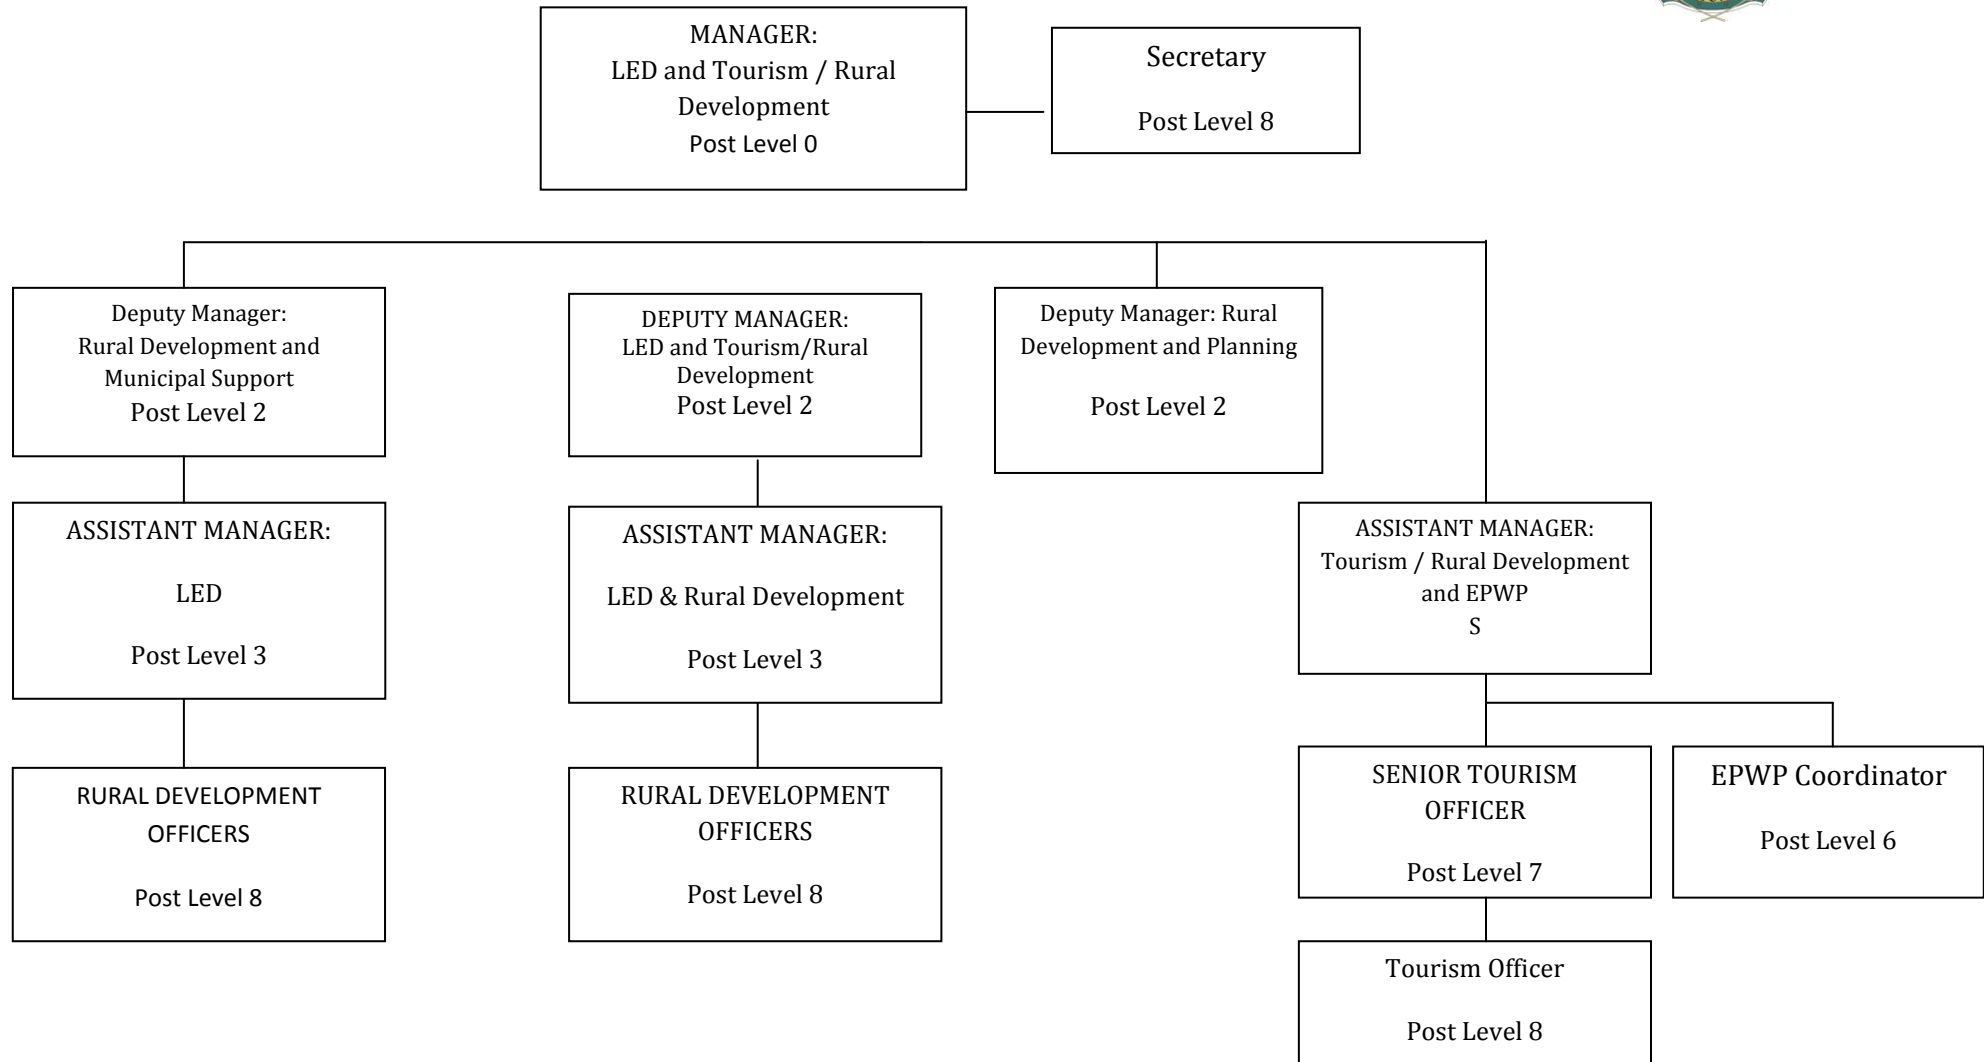 MANAGER:
LED and Tourism / Rural
Development
Post Level 0
Secretary
Post Level 8
Deputy Manager:
Rural Development and
Municipal Support
Post Level 2
DEPUTY MANAGER:
LED and Tourism/Rural
Development
Post Level 2
Deputy Manager: Rural
Development and Planning
Post Level 2
ASSISTANT MANAGER:
LED
Post Level 3
ASSISTANT MANAGER:
LED & Rural Development
Post Level 3
ASSISTANT MANAGER:
Tourism / Rural Development
and EPWP
S
RURAL DEVELOPMENT
OFFICERS
Post Level 8
RURAL DEVELOPMENT
OFFICERS
Post Level 8
SENIOR TOURISM
OFFICER
Post Level 7
EPWP Coordinator
Post Level 6
Tourism Officer
Post Level 8